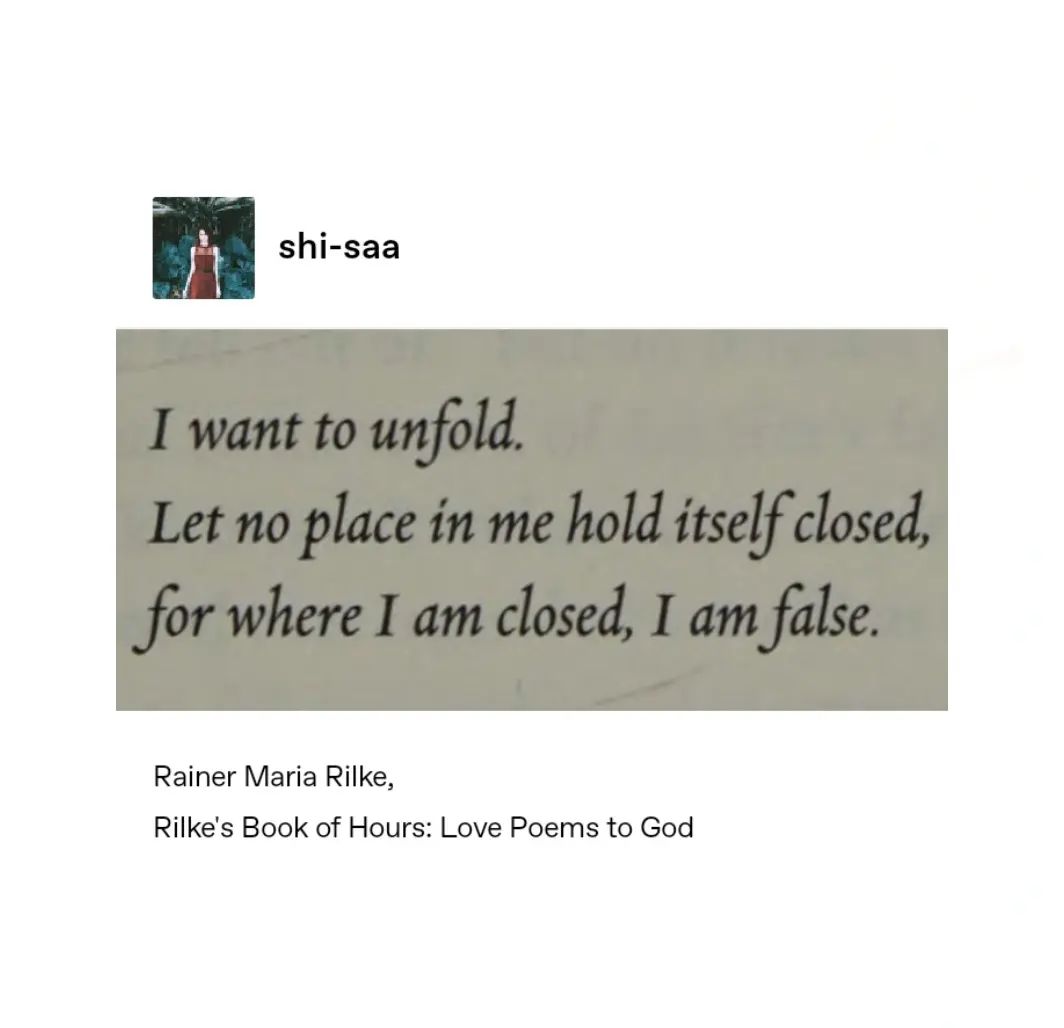 shi-saa
I want to unfold.
Let no place in me hold itself closed,
for where I am closed, I am false.
Rainer Maria Rilke,
Rilke's Book of Hours: Love Poems to God